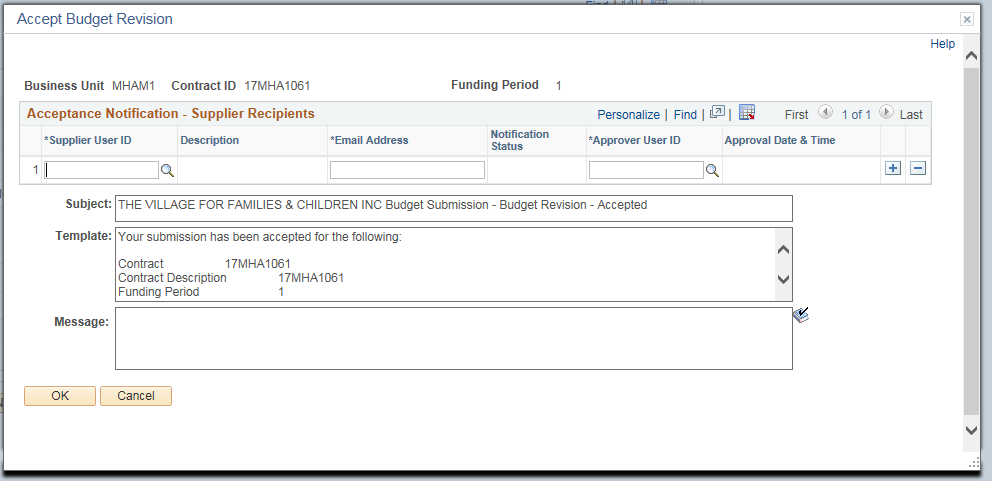 Accept Budget Revision
Help
Business Unit MHAM1 Contract ID 17MHA1061 Funding Period 1
Acceptance Notification - Supplier Recipients Personalize | Find | | First 1 of 1 Last
*Supplier User ID Description *Email Address Notification Status *Approver User ID Approval Date & Time
1
Subject: THE VILLAGE FOR FAMILIES & CHILDREN INC Budget Submission - Budget Revision - Accepted
Template: Your submission has been accepted for the following:
Contract 17MHA1061
Contract Description 17MHA1061
Funding Period 1
Message:
OK Cancel